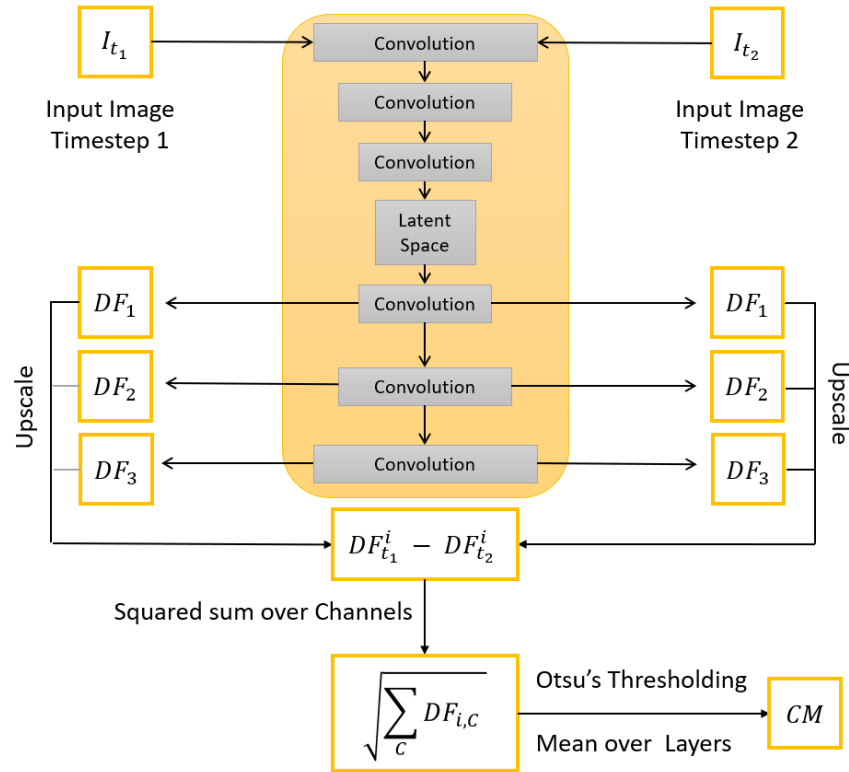 I_{t_1}
Convolution
I_{t_2}
Input Image
Timestep 1
Input Image
Timestep 2
Convolution
Convolution
Latent
Space
DF_1
Convolution
DF_1
Upscale
Upscale
DF_2
Convolution
DF_2
DF_3
Convolution
DF_3
DF^i_{t_1} − DF^i_{t_2}
Squared sum over Channels
√∑_C DF_{i,C}
Otsu's Thresholding
Mean over Layers
CM